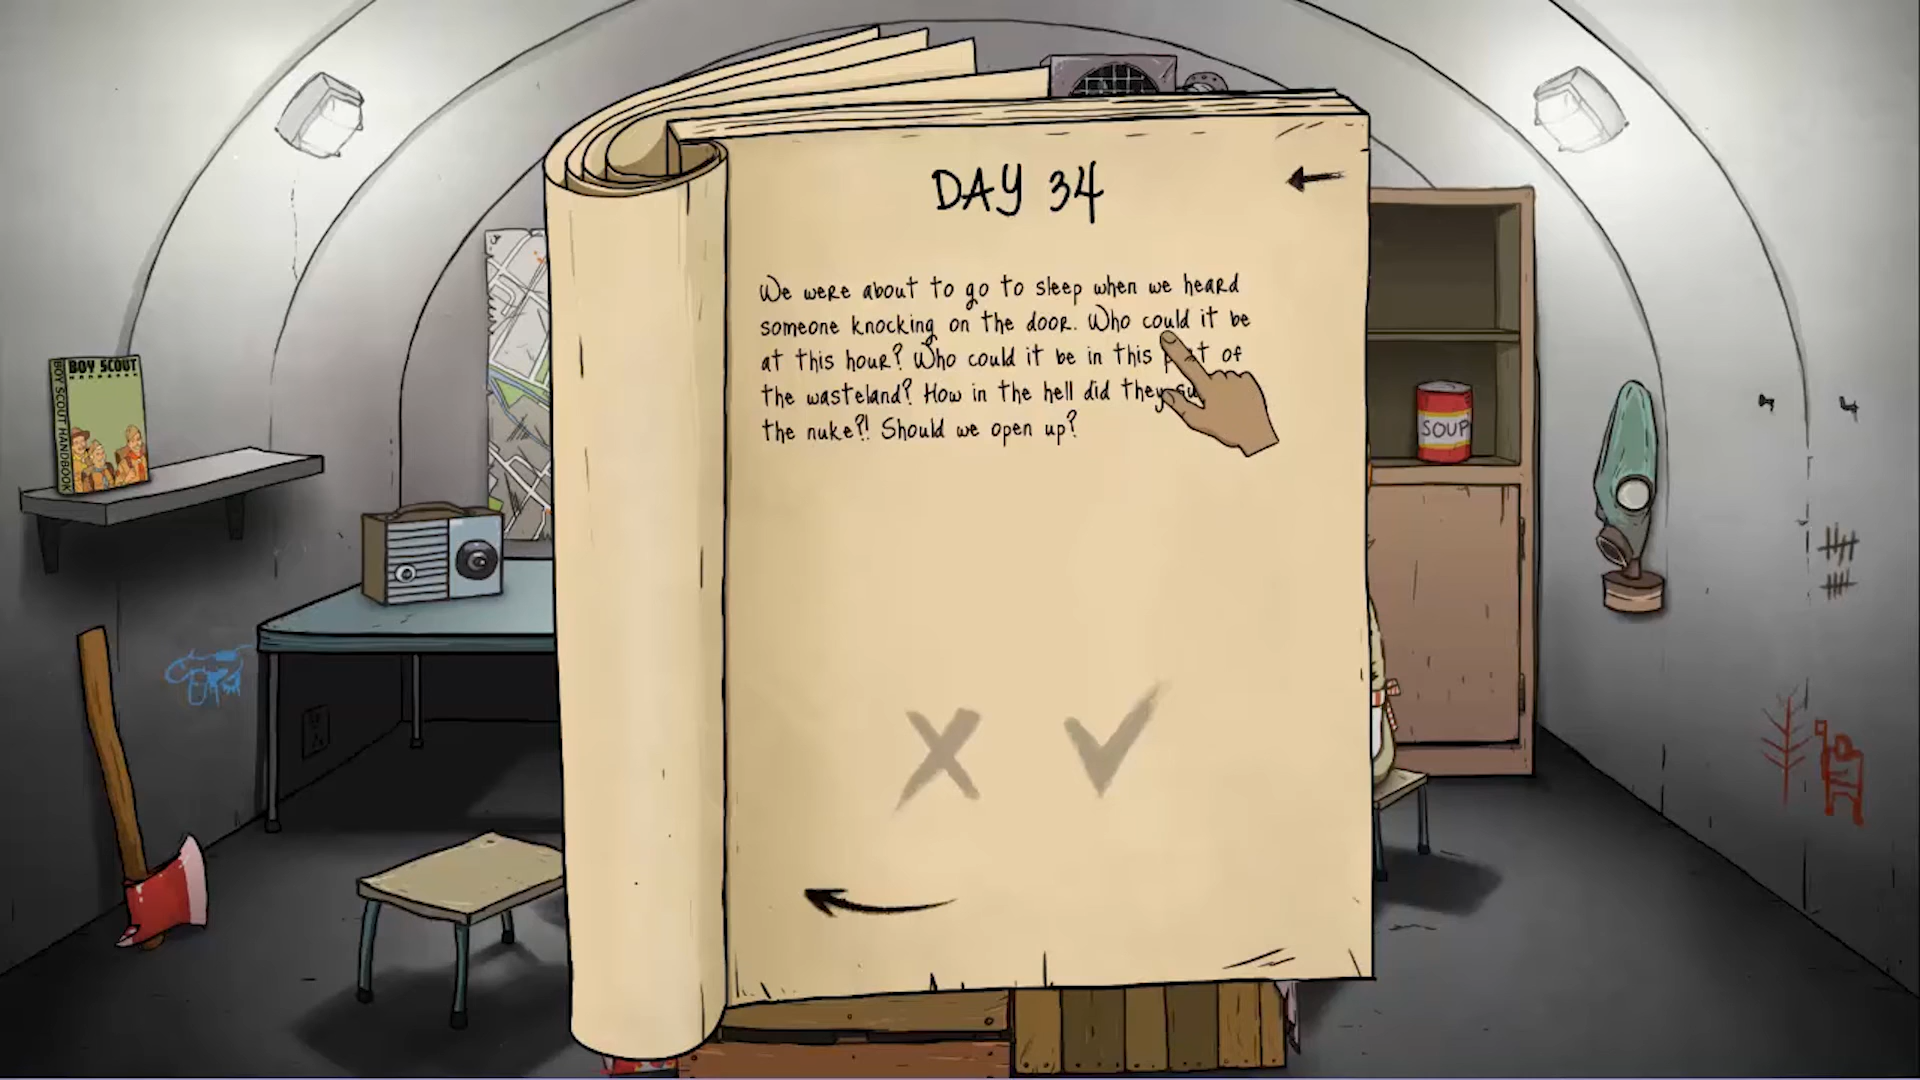 DAY 34
We were about to go to sleep when we heard
someone knocking on the door. Who could it be
at this hour? Who could it be in this of
the wasteland? How in the hell did they
the nuke?! Should we open up?
BOY SCOUT
BOY SCOUT HANDBOOK
SOUP